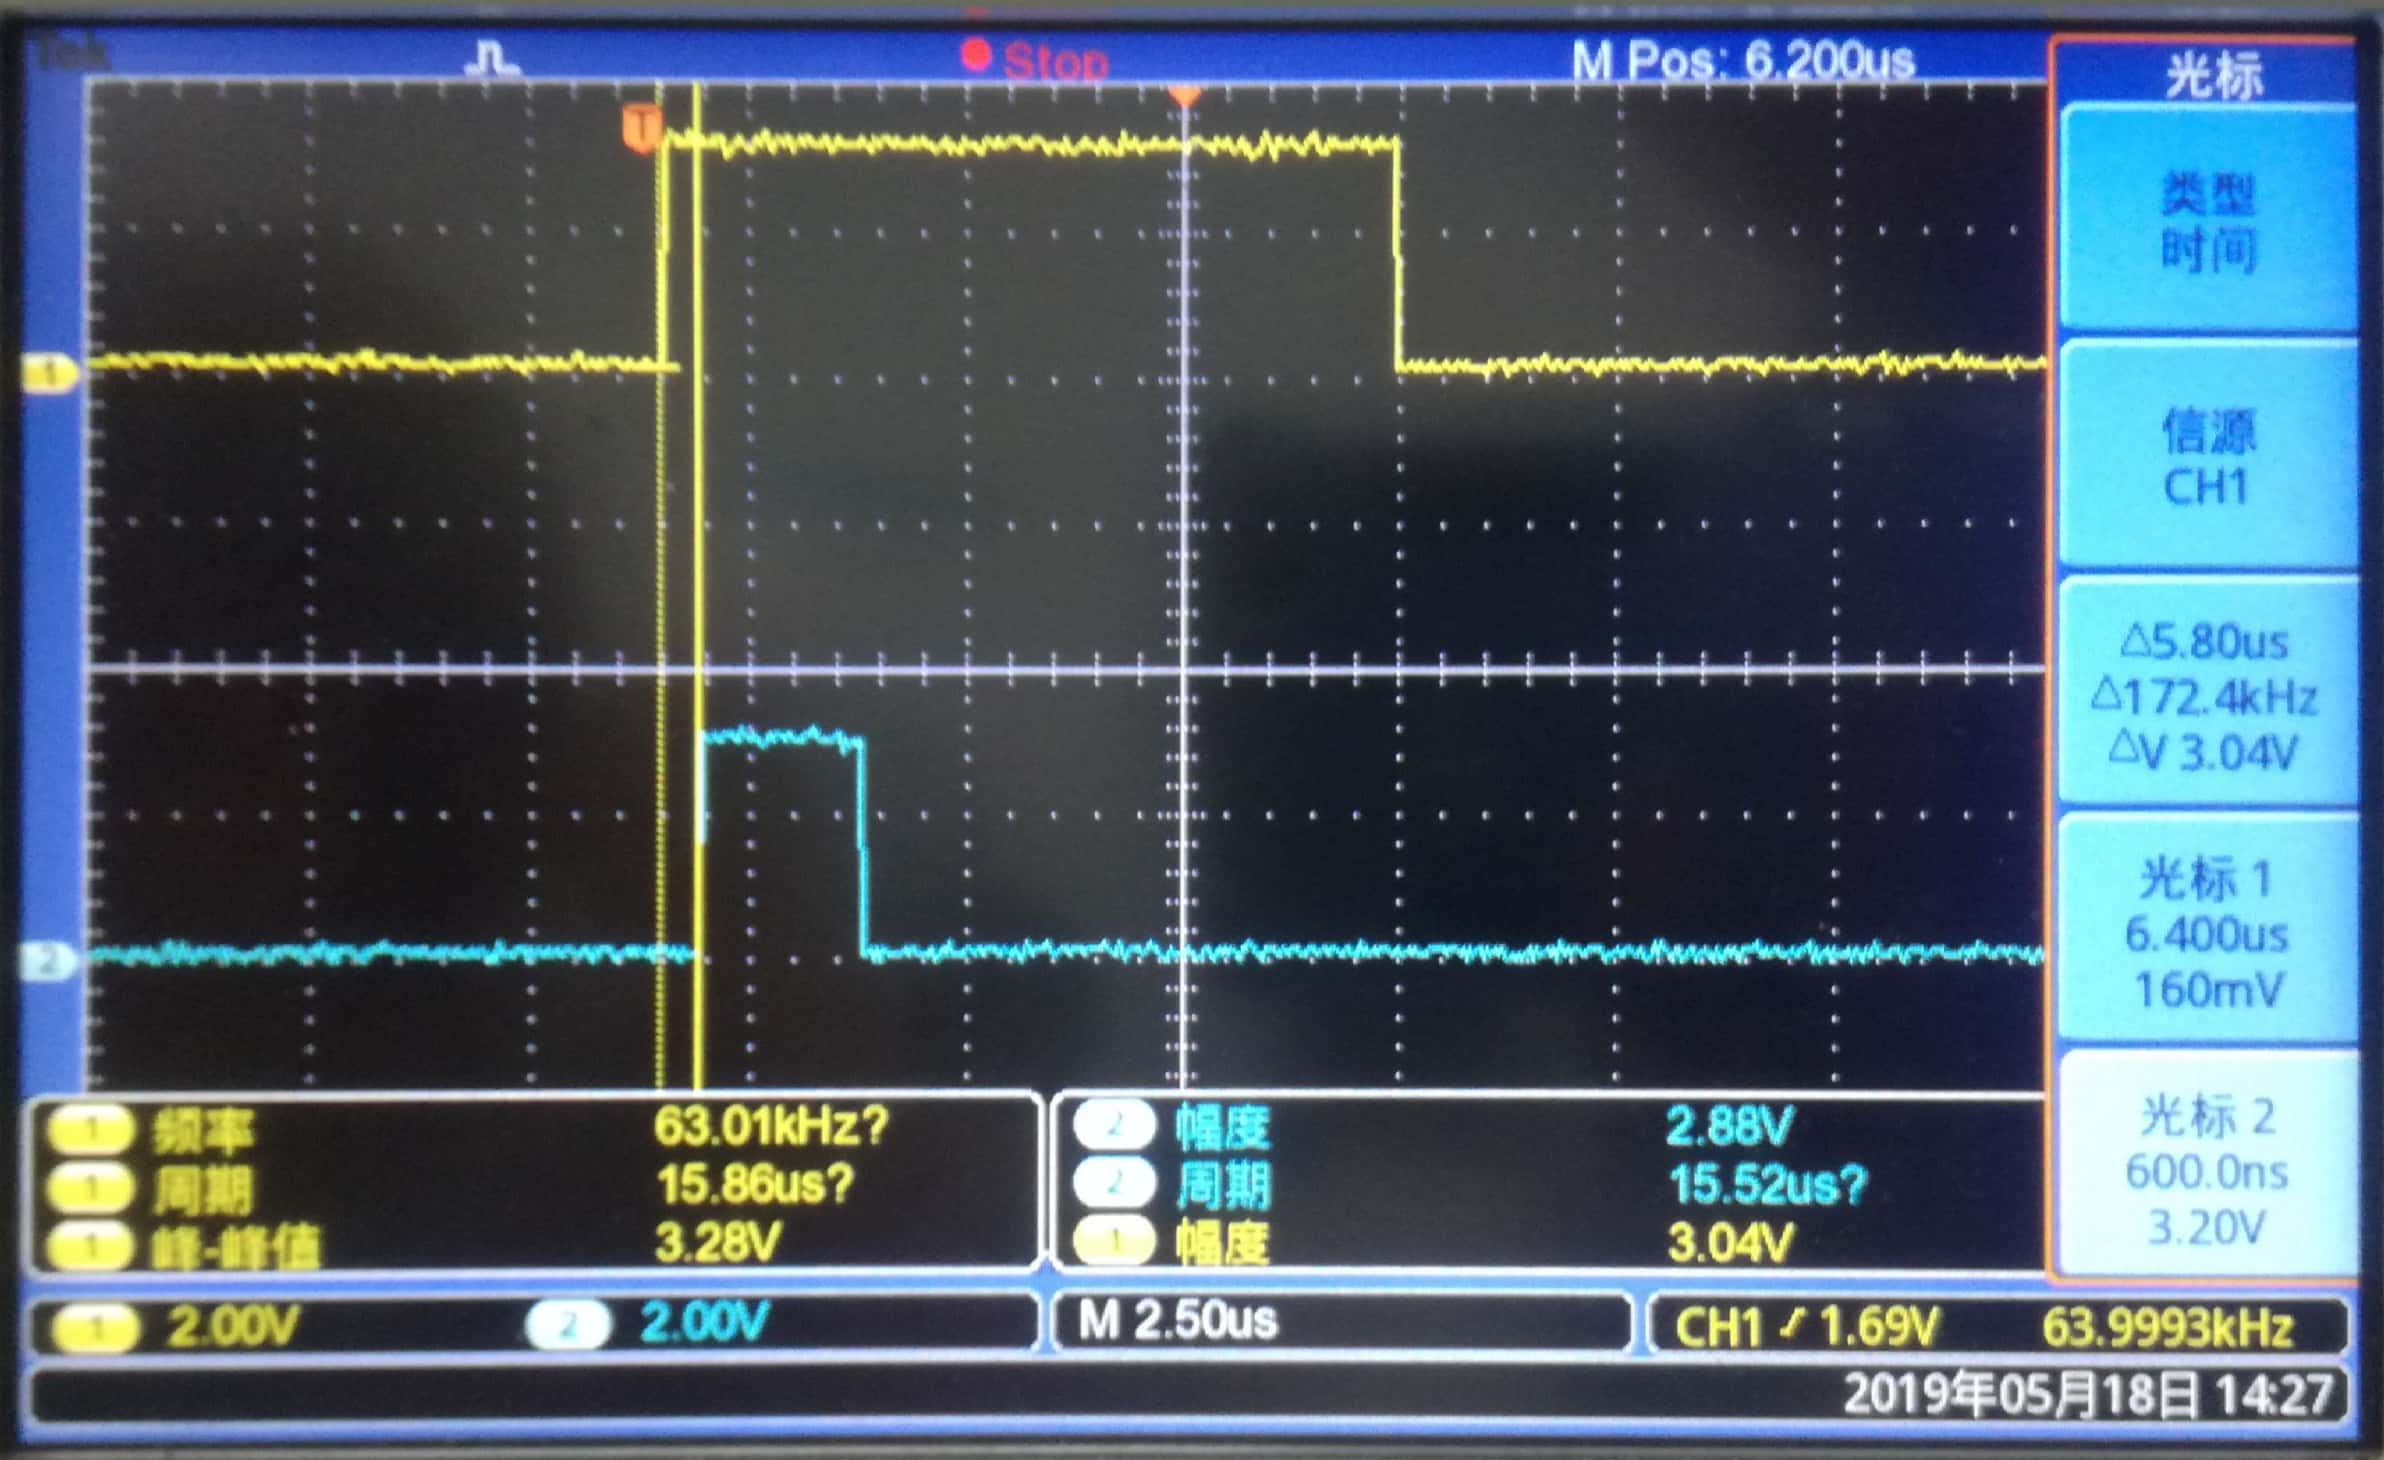 Tek
Stop
M Pos: 6.200us
T
1
2
光标
类型
时间
信源
CH1
△5.80us
△172.4kHz
△V 3.04V
光标 1
6.400us
160mV
光标 2
600.0ns
3.20V
1 频率 63.01kHz?
1 周期 15.86us?
1 峰-峰值 3.28V
2 幅度 2.88V
2 周期 15.52us?
1 幅度 3.04V
1 2.00V
2 2.00V
M 2.50us
CH1 1.69V 63.9993kHz
2019年05月18日 14:27